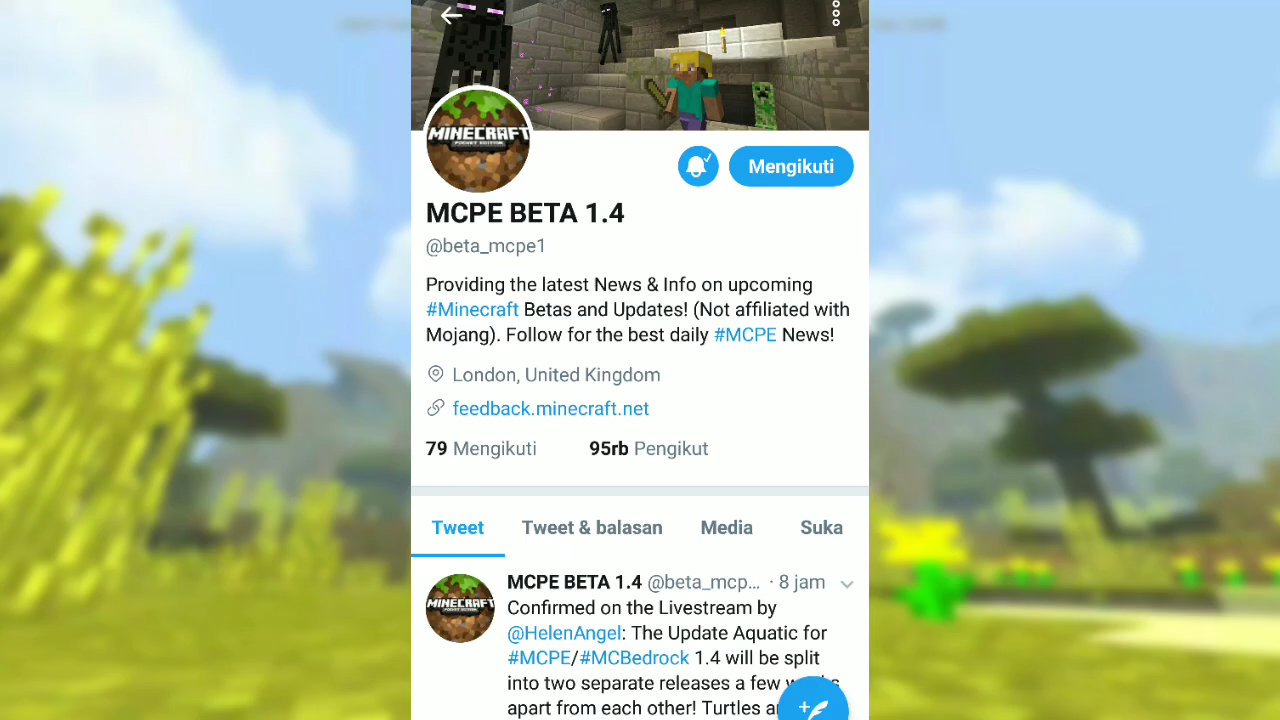 MINECRAFT
POCKET EDITION
Mengikuti
MCPE BETA 1.4
@beta_mcpe1
Providing the latest News & Info on upcoming
#Minecraft Betas and Updates! (Not affiliated with
Mojang). Follow for the best daily #MCPE News!
London, United Kingdom
feedback.minecraft.net
79 Mengikuti 95rb Pengikut
Tweet Tweet & balasan Media Suka
MCPE BETA 1.4 @beta_mcp... · 8 jam
MINECRAFT
POCKET EDITION
Confirmed on the Livestream by
@HelenAngel: The Update Aquatic for
#MCPE/#MCBedrock 1.4 will be split
into two separate releases a few
apart from each other! Turtles